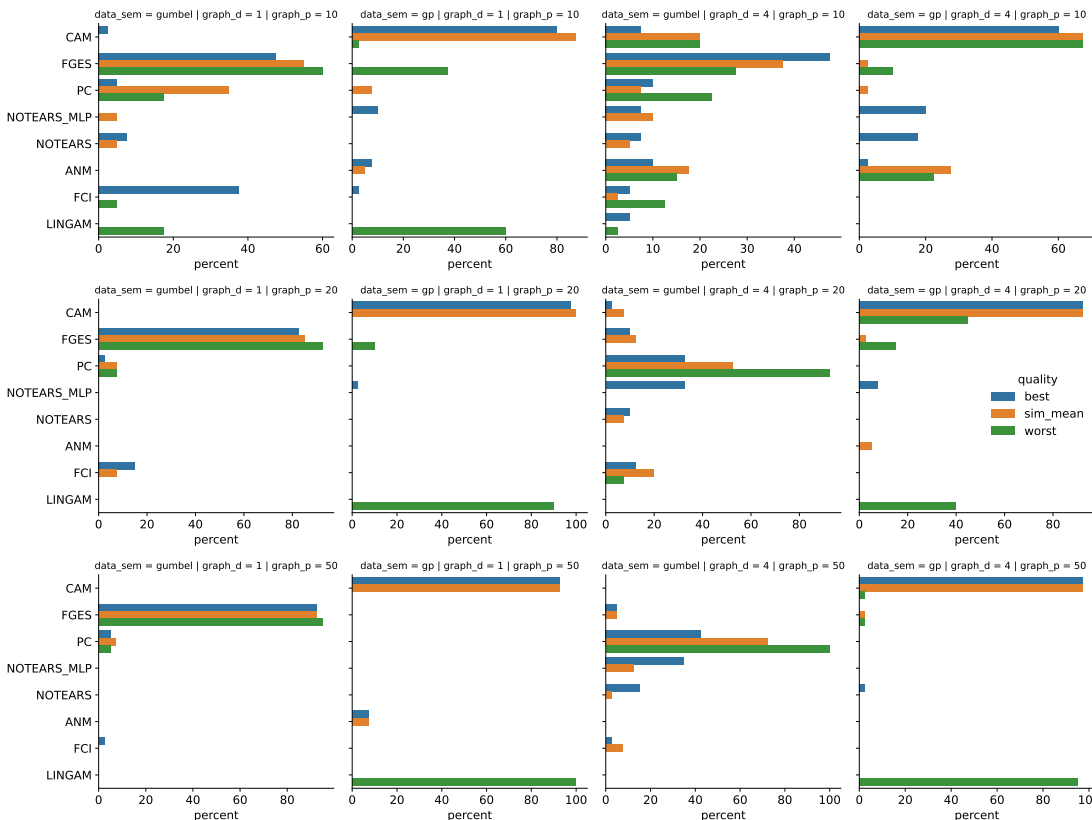 data_sem = gumbel | graph_d = 1 | graph_p = 10
data_sem = gp | graph_d = 1 | graph_p = 10
data_sem = gumbel | graph_d = 4 | graph_p = 10
data_sem = gp | graph_d = 4 | graph_p = 10
CAM
FGES
PC
NOTEARS_MLP
NOTEARS
ANM
FCI
LINGAM
0 20 40 60
0 20 40 60 80
0 10 20 30 40
0 20 40 60
percent
percent
percent
percent
data_sem = gumbel | graph_d = 1 | graph_p = 20
data_sem = gp | graph_d = 1 | graph_p = 20
data_sem = gumbel | graph_d = 4 | graph_p = 20
data_sem = gp | graph_d = 4 | graph_p = 20
CAM
FGES
PC
NOTEARS_MLP
NOTEARS
ANM
FCI
LINGAM
quality
best
sim_mean
worst
0 20 40 60 80
0 20 40 60 80 100
0 20 40 60 80
0 20 40 60 80
percent
percent
percent
percent
data_sem = gumbel | graph_d = 1 | graph_p = 50
data_sem = gp | graph_d = 1 | graph_p = 50
data_sem = gumbel | graph_d = 4 | graph_p = 50
data_sem = gp | graph_d = 4 | graph_p = 50
CAM
FGES
PC
NOTEARS_MLP
NOTEARS
ANM
FCI
LINGAM
0 20 40 60 80
0 20 40 60 80 100
0 20 40 60 80 100
0 20 40 60 80
percent
percent
percent
percent